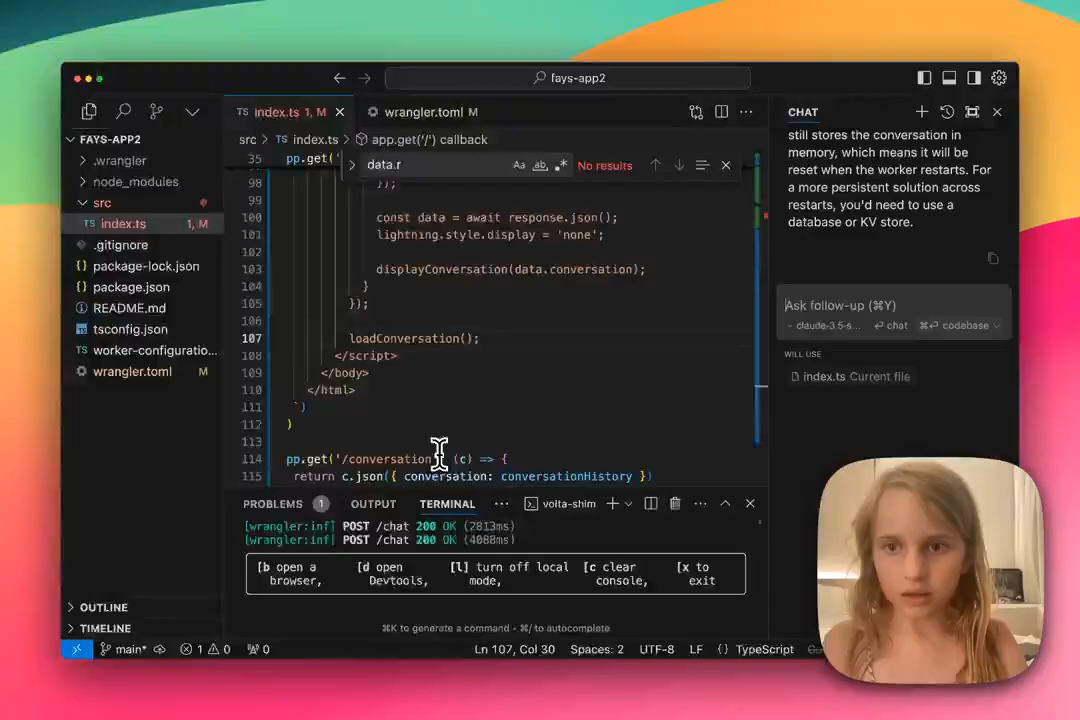 fays-app2
index.ts 1, M
wrangler.toml M
CHAT
FAYS-APP2
.wrangler
node_modules
src
index.ts 1, M
.gitignore
package-lock.json
package.json
README.md
tsconfig.json
worker-configuratio...
wrangler.toml M
OUTLINE
TIMELINE
src > index.ts > app.get('/') callback
data.r
Aa ab .* No results
35 pp.get('
98 });
99
100 const data = await response.json();
101 lightning.style.display = 'none';
102
103 displayConversation(data.conversation);
104 }
105 });
106
107 loadConversation();
108 </script>
109 </body>
110 </html>
111 `)
112 )
113
114 pp.get('/conversation (c) => {
115 return c.json({ conversation: conversationHistory })
PROBLEMS 1 OUTPUT TERMINAL ... volta-shim
[wrangler:inf] POST /chat 200 OK (2813ms)
[wrangler:inf] POST /chat 200 OK (4088ms)
[b open a [d open [l] turn off local [c clear [x to
browser, Devtools, mode, console, exit
⌘K to generate a command - ⌘/ to autocomplete
still stores the conversation in
memory, which means it will be
reset when the worker restarts. For
a more persistent solution across
restarts, you'd need to use a
database or KV store.
Ask follow-up (⌘Y)
claude-3.5-s... chat ⌘ codebase
WILL USE
index.ts Current file
main* 1 0 0 Ln 107, Col 30 Spaces: 2 UTF-8 LF {} TypeScript